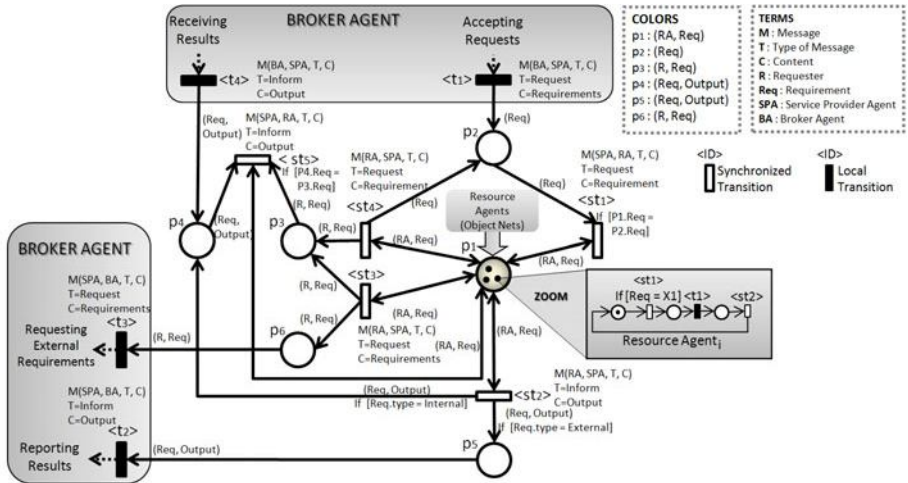 BROKER AGENT
Receiving
Results
Accepting
Requests
M(BA, SPA, T, C)
T=Inform
C=Output
<t4>
M(BA, SPA, T, C)
T=Request
C=Requirements
<t1>
COLORS
p1 : (RA, Req)
p2 : (Req)
p3 : (R, Req)
p4 : (Req, Output)
p5 : (Req, Output)
p6 : (R, Req)
TERMS
M : Message
T : Type of Message
C : Content
R : Requester
Req : Requirement
SPA : Service Provider Agent
BA : Broker Agent
<ID>
Synchronized
Transition
<ID>
Local
Transition
(Req,
Output)
M(SPA, RA, T, C)
T=Inform
C=Output
<st5>
If [P4.Req =
P3.Req]
(Req)
p2
M(RA, SPA, T, C)
T=Request
C=Requirement
<st4>
(Req)
(Req)
M(SPA, RA, T, C)
T=Request
C=Requirement
<st1>
If [P1.Req =
P2.Req]
Resource
Agents
(Object Nets)
p4
(Req,
Output)
(R, Req)
p3
(R, Req)
(RA, Req)
p1
(RA, Req)
ZOOM
<st1>
If [Req = X1]
<t1>
<st2>
Resource Agenti
BROKER AGENT
M(SPA, BA, T, C)
T=Request
C=Requirements
<t3>
Requesting
External
Requirements
(R, Req)
p6
(R, Req)
(R, Req)
<st3>
M(RA, SPA, T, C)
T=Request
C=Requirements
(RA, Req)
(RA, Req)
(RA, Req)
M(RA, SPA, T, C)
T=Inform
C=Output
<st2>
(Req, Output)
If [Req.type = Internal]
(Req, Output)
If [Req.type = External]
M(SPA, BA, T, C)
T=Inform
C=Output
<t2>
Reporting
Results
(Req, Output)
p5